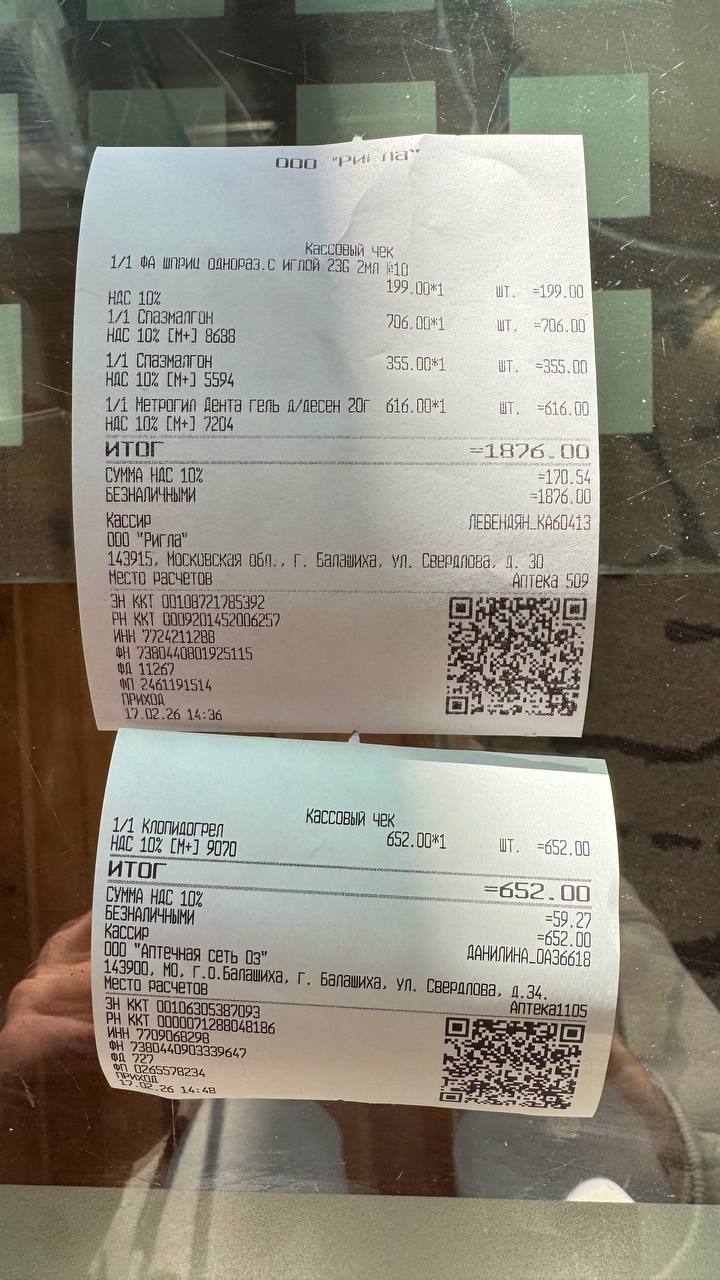 ООО "Ригла"
Кассовый чек
1/1 ФА шприц однораз.с иглой 23G 2мл №10
199.00*1 шт. =199.00
НДС 10%
1/1 Спазмалгон
706.00*1 шт. =706.00
НДС 10% [М+] 8638
1/1 Спазмалгон
355.00*1 шт. =355.00
НДС 10% [М+] 5594
1/1 Метрогил Дента гель д/десен 20г 616.00*1 шт. =616.00
НДС 10% [М+] 7204
ИТОГ =1876.00
СУММА НДС 10% =170.54
БЕЗНАЛИЧНЫМИ =1876.00
Кассир ЛЕВЕНДЯН_КА60413
ООО "Ригла"
143915, Московская обл., г. Балашиха, ул. Свердлова, д. 30
Место расчетов Аптека 509
ЗН ККТ 00108721785392
РН ККТ 0009201452006257
ИНН 7724211288
ФН 7380440801925115
ФД 11267
ФП 2461191514
ПРИХОД
17.02.26 14:36
Кассовый чек
1/1 Клопидогрел
652.00*1 шт. =652.00
НДС 10% [М+] 9070
ИТОГ =652.00
СУММА НДС 10% =59.27
БЕЗНАЛИЧНЫМИ =652.00
Кассир ДАНИЛИНА_ОА36618
ООО "Аптечная сеть Оз"
143900, МО, г.о.Балашиха, г. Балашиха, ул. Свердлова, д.34.
Место расчетов Аптека1105
ЗН ККТ 00106305387093
РН ККТ 0000071288048186
ИНН 7709068298
ФН 7380440903339647
ФД 727
ФП 0265578234
ПРИХОД
17.02.26 14:48